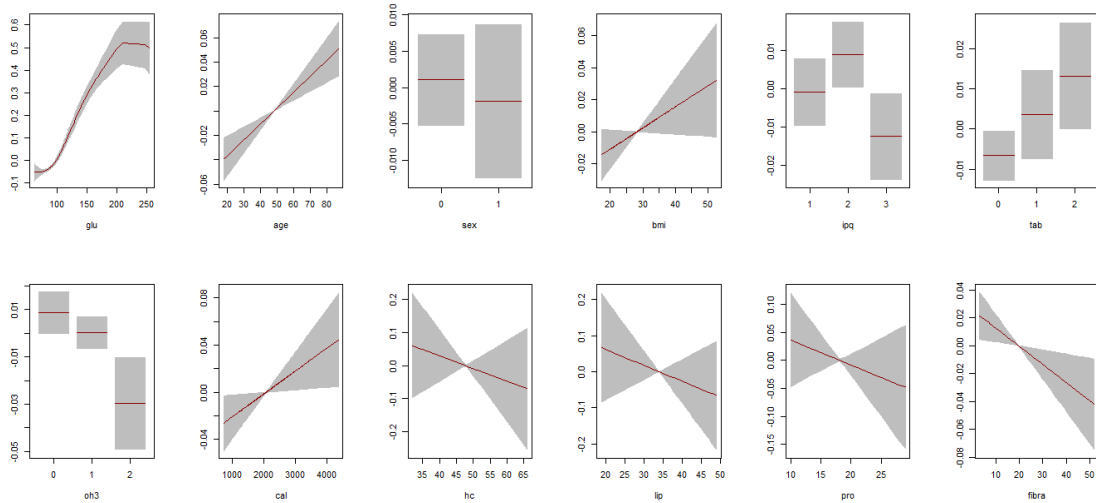 -0.1 0.0 0.1 0.2 0.3 0.4 0.5 0.6
100 150 200 250
glu
-0.06 -0.02 0.02 0.06
20 30 40 50 60 70 80
age
-0.010 -0.005 0.000 0.005 0.010
0 1
sex
-0.02 0.00 0.02 0.04 0.06
20 30 40 50
bmi
-0.02 -0.01 0.00 0.01
1 2 3
ipq
-0.01 0.00 0.01 0.02
0 1 2
tab
-0.05 -0.03 -0.01 0.01
0 1 2
oh3
-0.04 0.00 0.04 0.08
1000 2000 3000 4000
cal
-0.2 -0.1 0.0 0.1 0.2
35 40 45 50 55 60 65
hc
-0.2 -0.1 0.0 0.1 0.2
20 25 30 35 40 45 50
lip
-0.15 -0.10 -0.05 0.00 0.05 0.10
10 15 20 25
pro
-0.08 -0.06 -0.04 -0.02 0.00 0.02 0.04
10 20 30 40 50
fibra